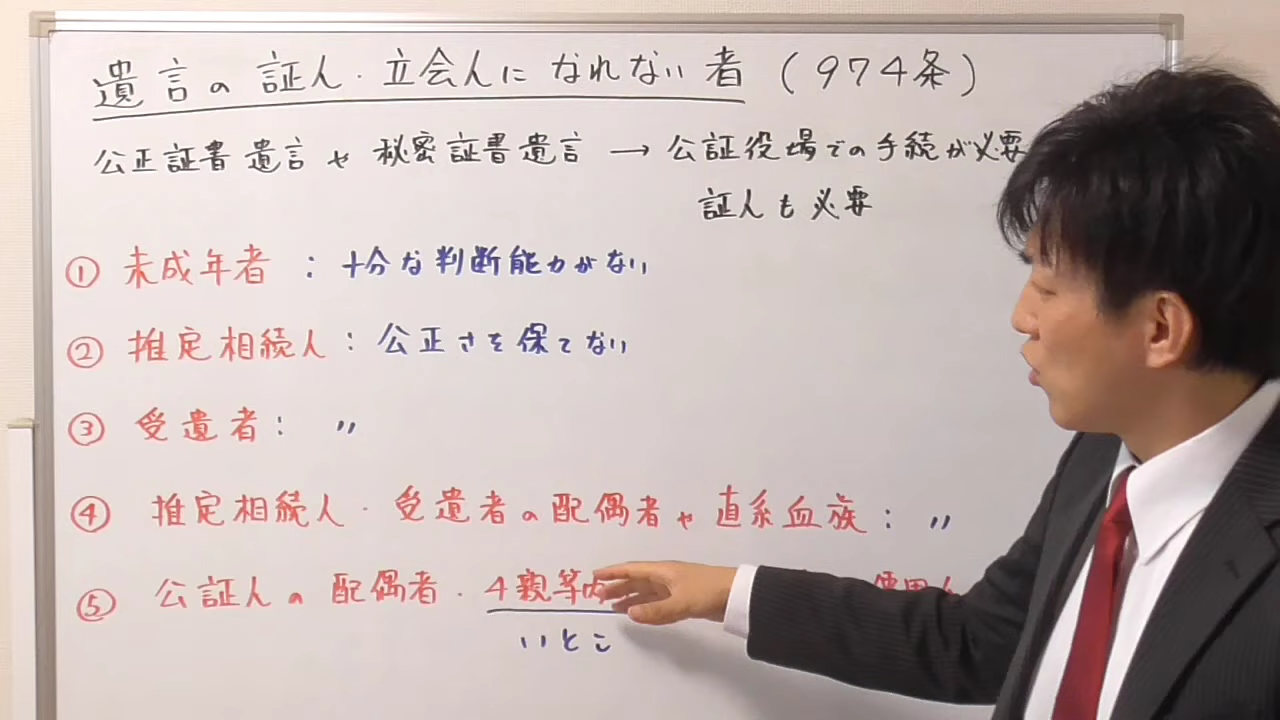 遺言の証人・立会人になれない者（974条）
公正証書遺言や秘密証書遺言 → 公証役場での手続が必要
証人も必要
① 未成年者 : 十分な判断能力がない
② 推定相続人 : 公正さを保てない
③ 受遺者 : 〃
④ 推定相続人・受遺者の配偶者や直系血族 : 〃
⑤ 公証人の配偶者・4親等内 使用人
いとこ